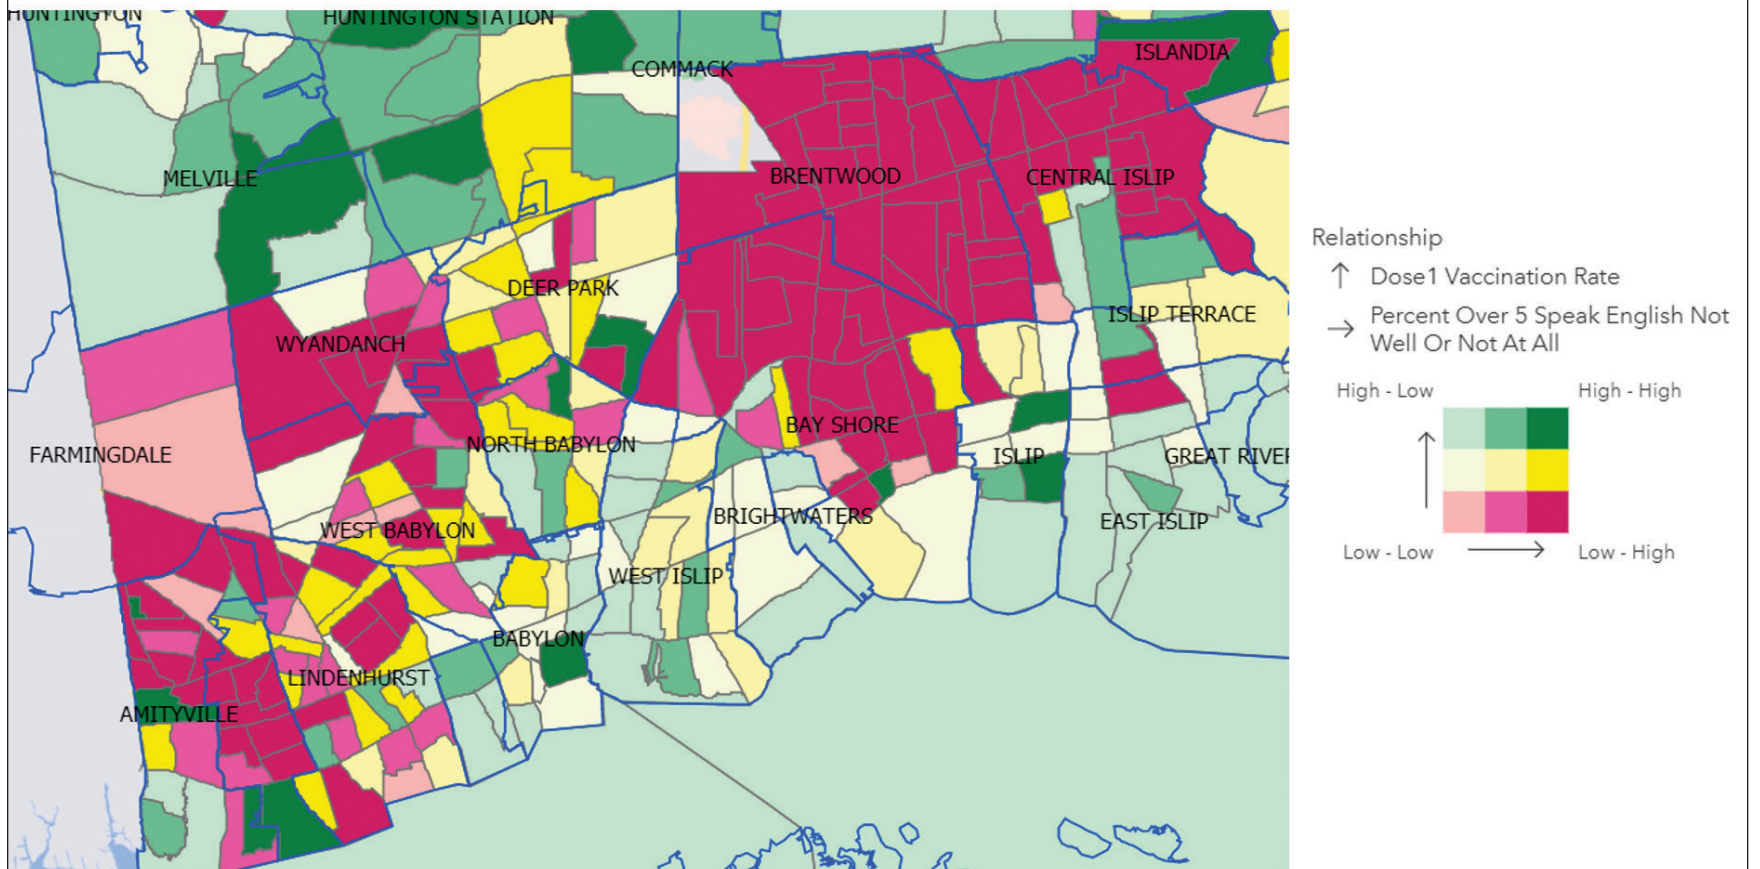 HUNTINGTON
HUNTINGTON STATION
COMMACK
ISLANDIA
MELVILLE
BRENTWOOD
CENTRAL ISLIP
DEER PARK
ISLIP TERRACE
WYANDANCH
BAY SHORE
NORTH BABYLON
FARMINGDALE
ISLIP
GREAT RIVER
BRIGHTWATERS
EAST ISLIP
WEST BABYLON
WEST ISLIP
BABYLON
LINDENHURST
AMITYVILLE
Relationship
↑ Dose1 Vaccination Rate
→ Percent Over 5 Speak English Not
Well Or Not At All
High - Low High - High
Low - Low Low - High